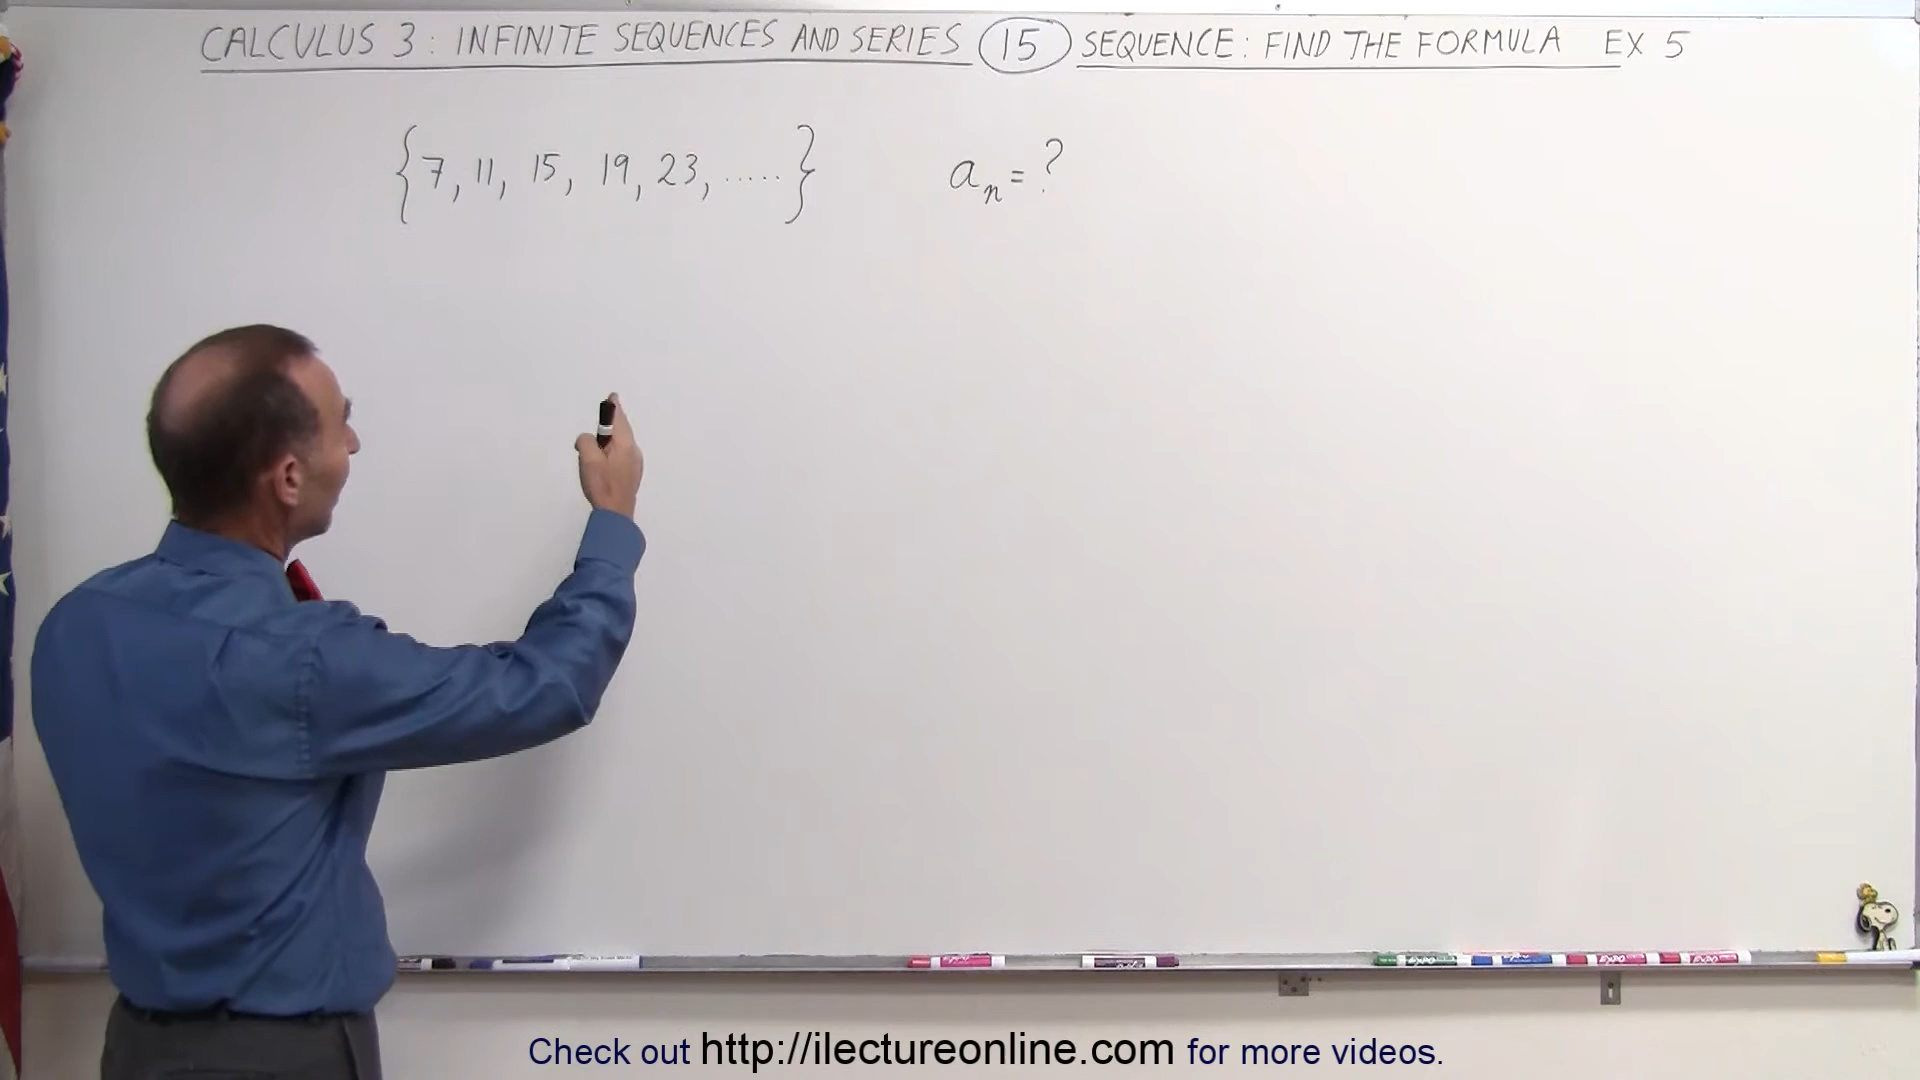 CALCULUS 3: INFINITE SEQUENCES AND SERIES 15 SEQUENCE: FIND THE FORMULA EX 5
{7, 11, 15, 19, 23, .....} aₙ = ?
Check out http://ilectureonline.com for more videos.